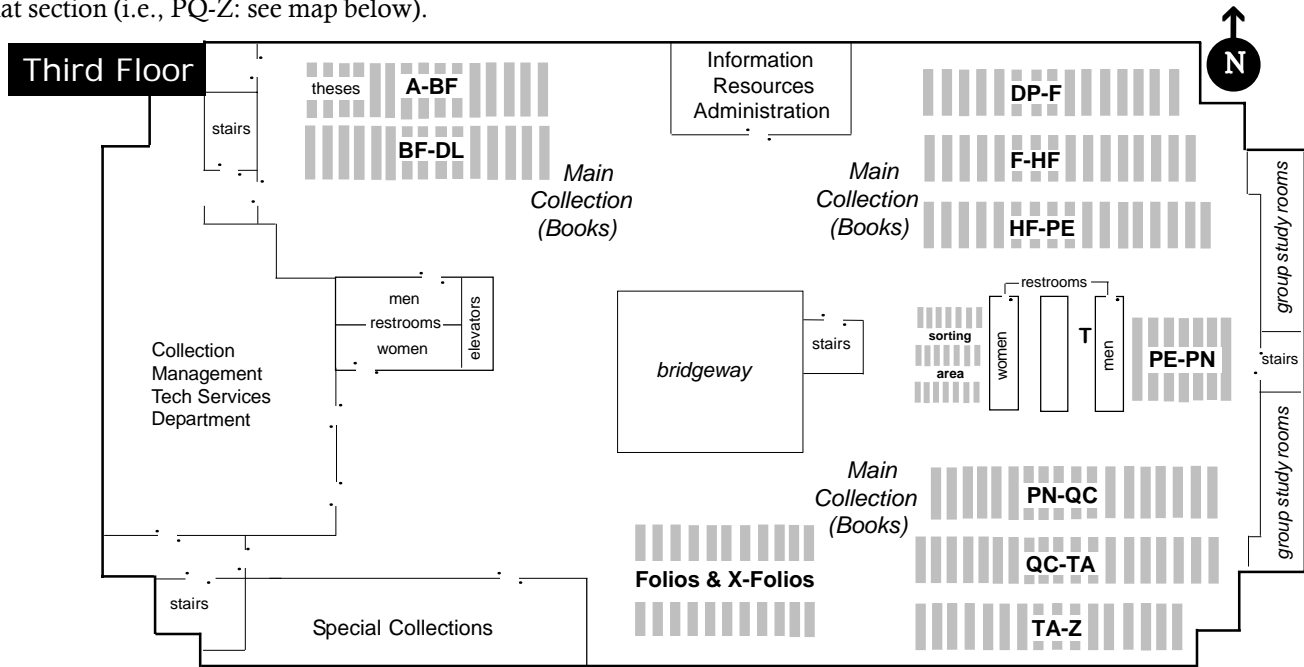 at section (i.e., PQ-Z: see map below).
Third Floor
N
theses
A-BF
stairs
BF-DL
Main
Collection
(Books)
Information
Resources
Administration
Main
Collection
(Books)
DP-F
F-HF
HF-PE
group study rooms
men
restrooms
women
elevators
Collection
Management
Tech Services
Department
bridgeway
stairs
restrooms
sorting
area
women
T
men
PE-PN
stairs
Main
Collection
(Books)
PN-QC
QC-TA
TA-Z
group study rooms
Folios & X-Folios
stairs
Special Collections